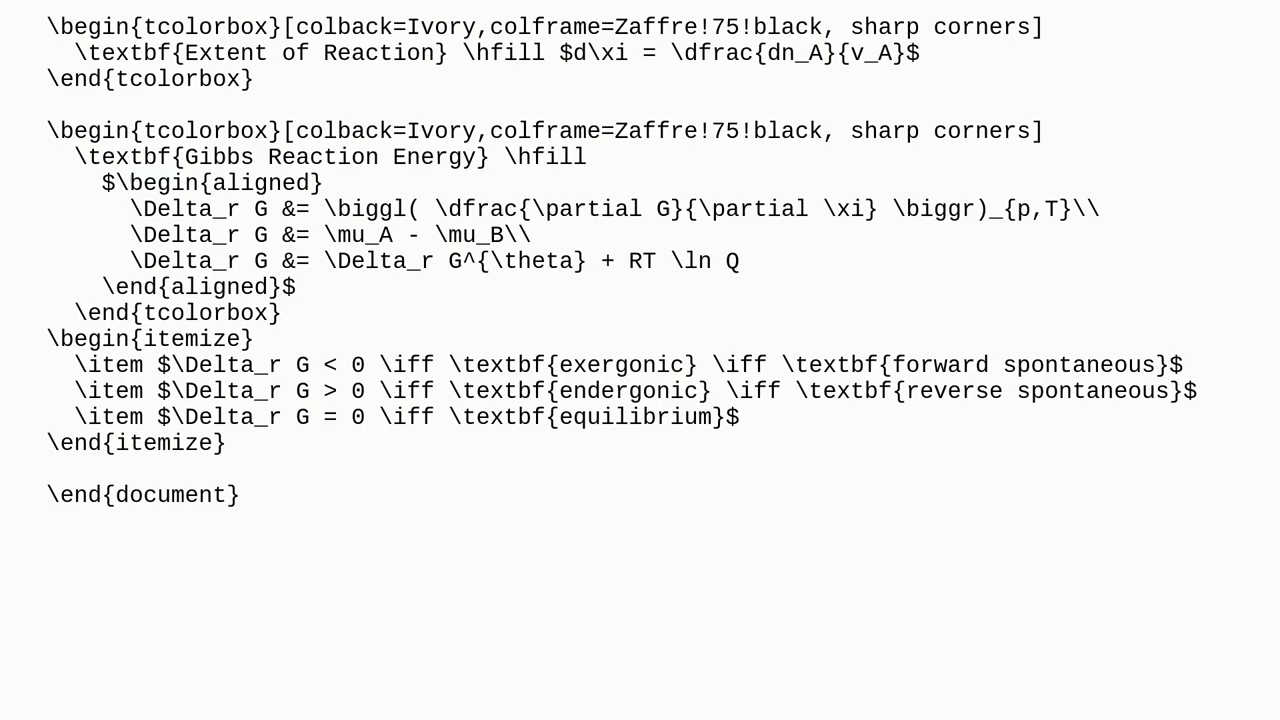 \begin{tcolorbox}[colback=Ivory,colframe=Zaffre!75!black, sharp corners]
  \textbf{Extent of Reaction} \hfill $d\xi = \dfrac{dn_A}{v_A}$
\end{tcolorbox}

\begin{tcolorbox}[colback=Ivory,colframe=Zaffre!75!black, sharp corners]
  \textbf{Gibbs Reaction Energy} \hfill
    $\begin{aligned}
      \Delta_r G &= \biggl( \dfrac{\partial G}{\partial \xi} \biggr)_{p,T}\\
      \Delta_r G &= \mu_A - \mu_B\\
      \Delta_r G &= \Delta_r G^{\theta} + RT \ln Q
    \end{aligned}$
  \end{tcolorbox}
\begin{itemize}
  \item $\Delta_r G < 0 \iff \textbf{exergonic} \iff \textbf{forward spontaneous}$
  \item $\Delta_r G > 0 \iff \textbf{endergonic} \iff \textbf{reverse spontaneous}$
  \item $\Delta_r G = 0 \iff \textbf{equilibrium}$
\end{itemize}

\end{document}